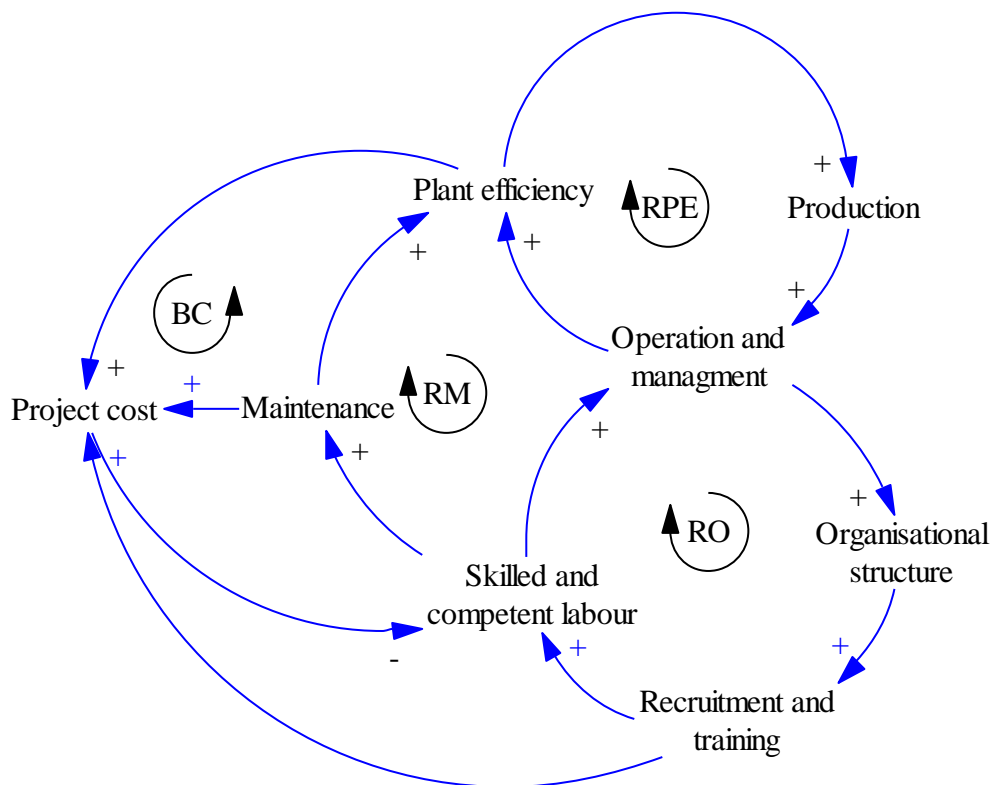 +
Plant efficiency
RPE
Production
+
+
+
BC
Operation and
managment
+
+
Project cost
Maintenance
RM
+
+
+
+
RO
Organisational
structure
Skilled and
competent labour
-
+
+
Recruitment and
training